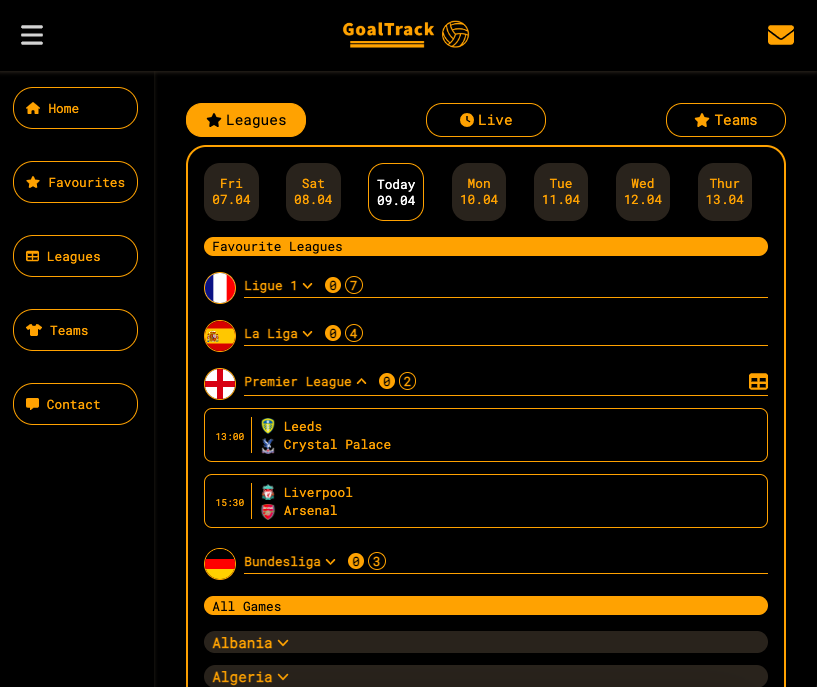 GoalTrack
Home
Favourites
Leagues
Teams
Contact
Leagues
Live
Teams
Fri
07.04
Sat
08.04
Today
09.04
Mon
10.04
Tue
11.04
Wed
12.04
Thur
13.04
Favourite Leagues
Ligue 1 0 7
La Liga 0 4
Premier League 0 2
13:00
Leeds
Crystal Palace
15:30
Liverpool
Arsenal
Bundesliga 0 3
All Games
Albania
Algeria